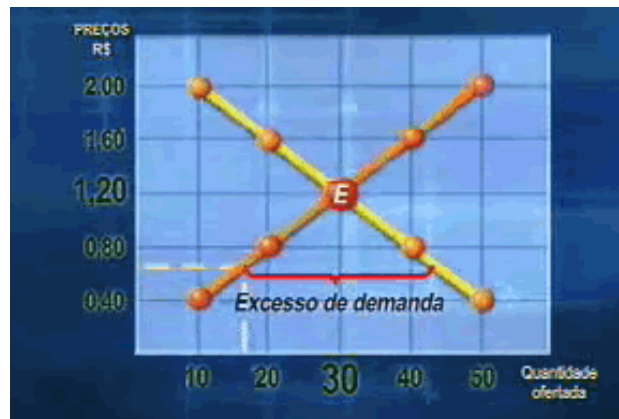 PREÇOS
R$
2,00
1,60
1,20
E
0,80
0,40
Excesso de demanda
10 20 30 40 50
Quantidade
ofertada